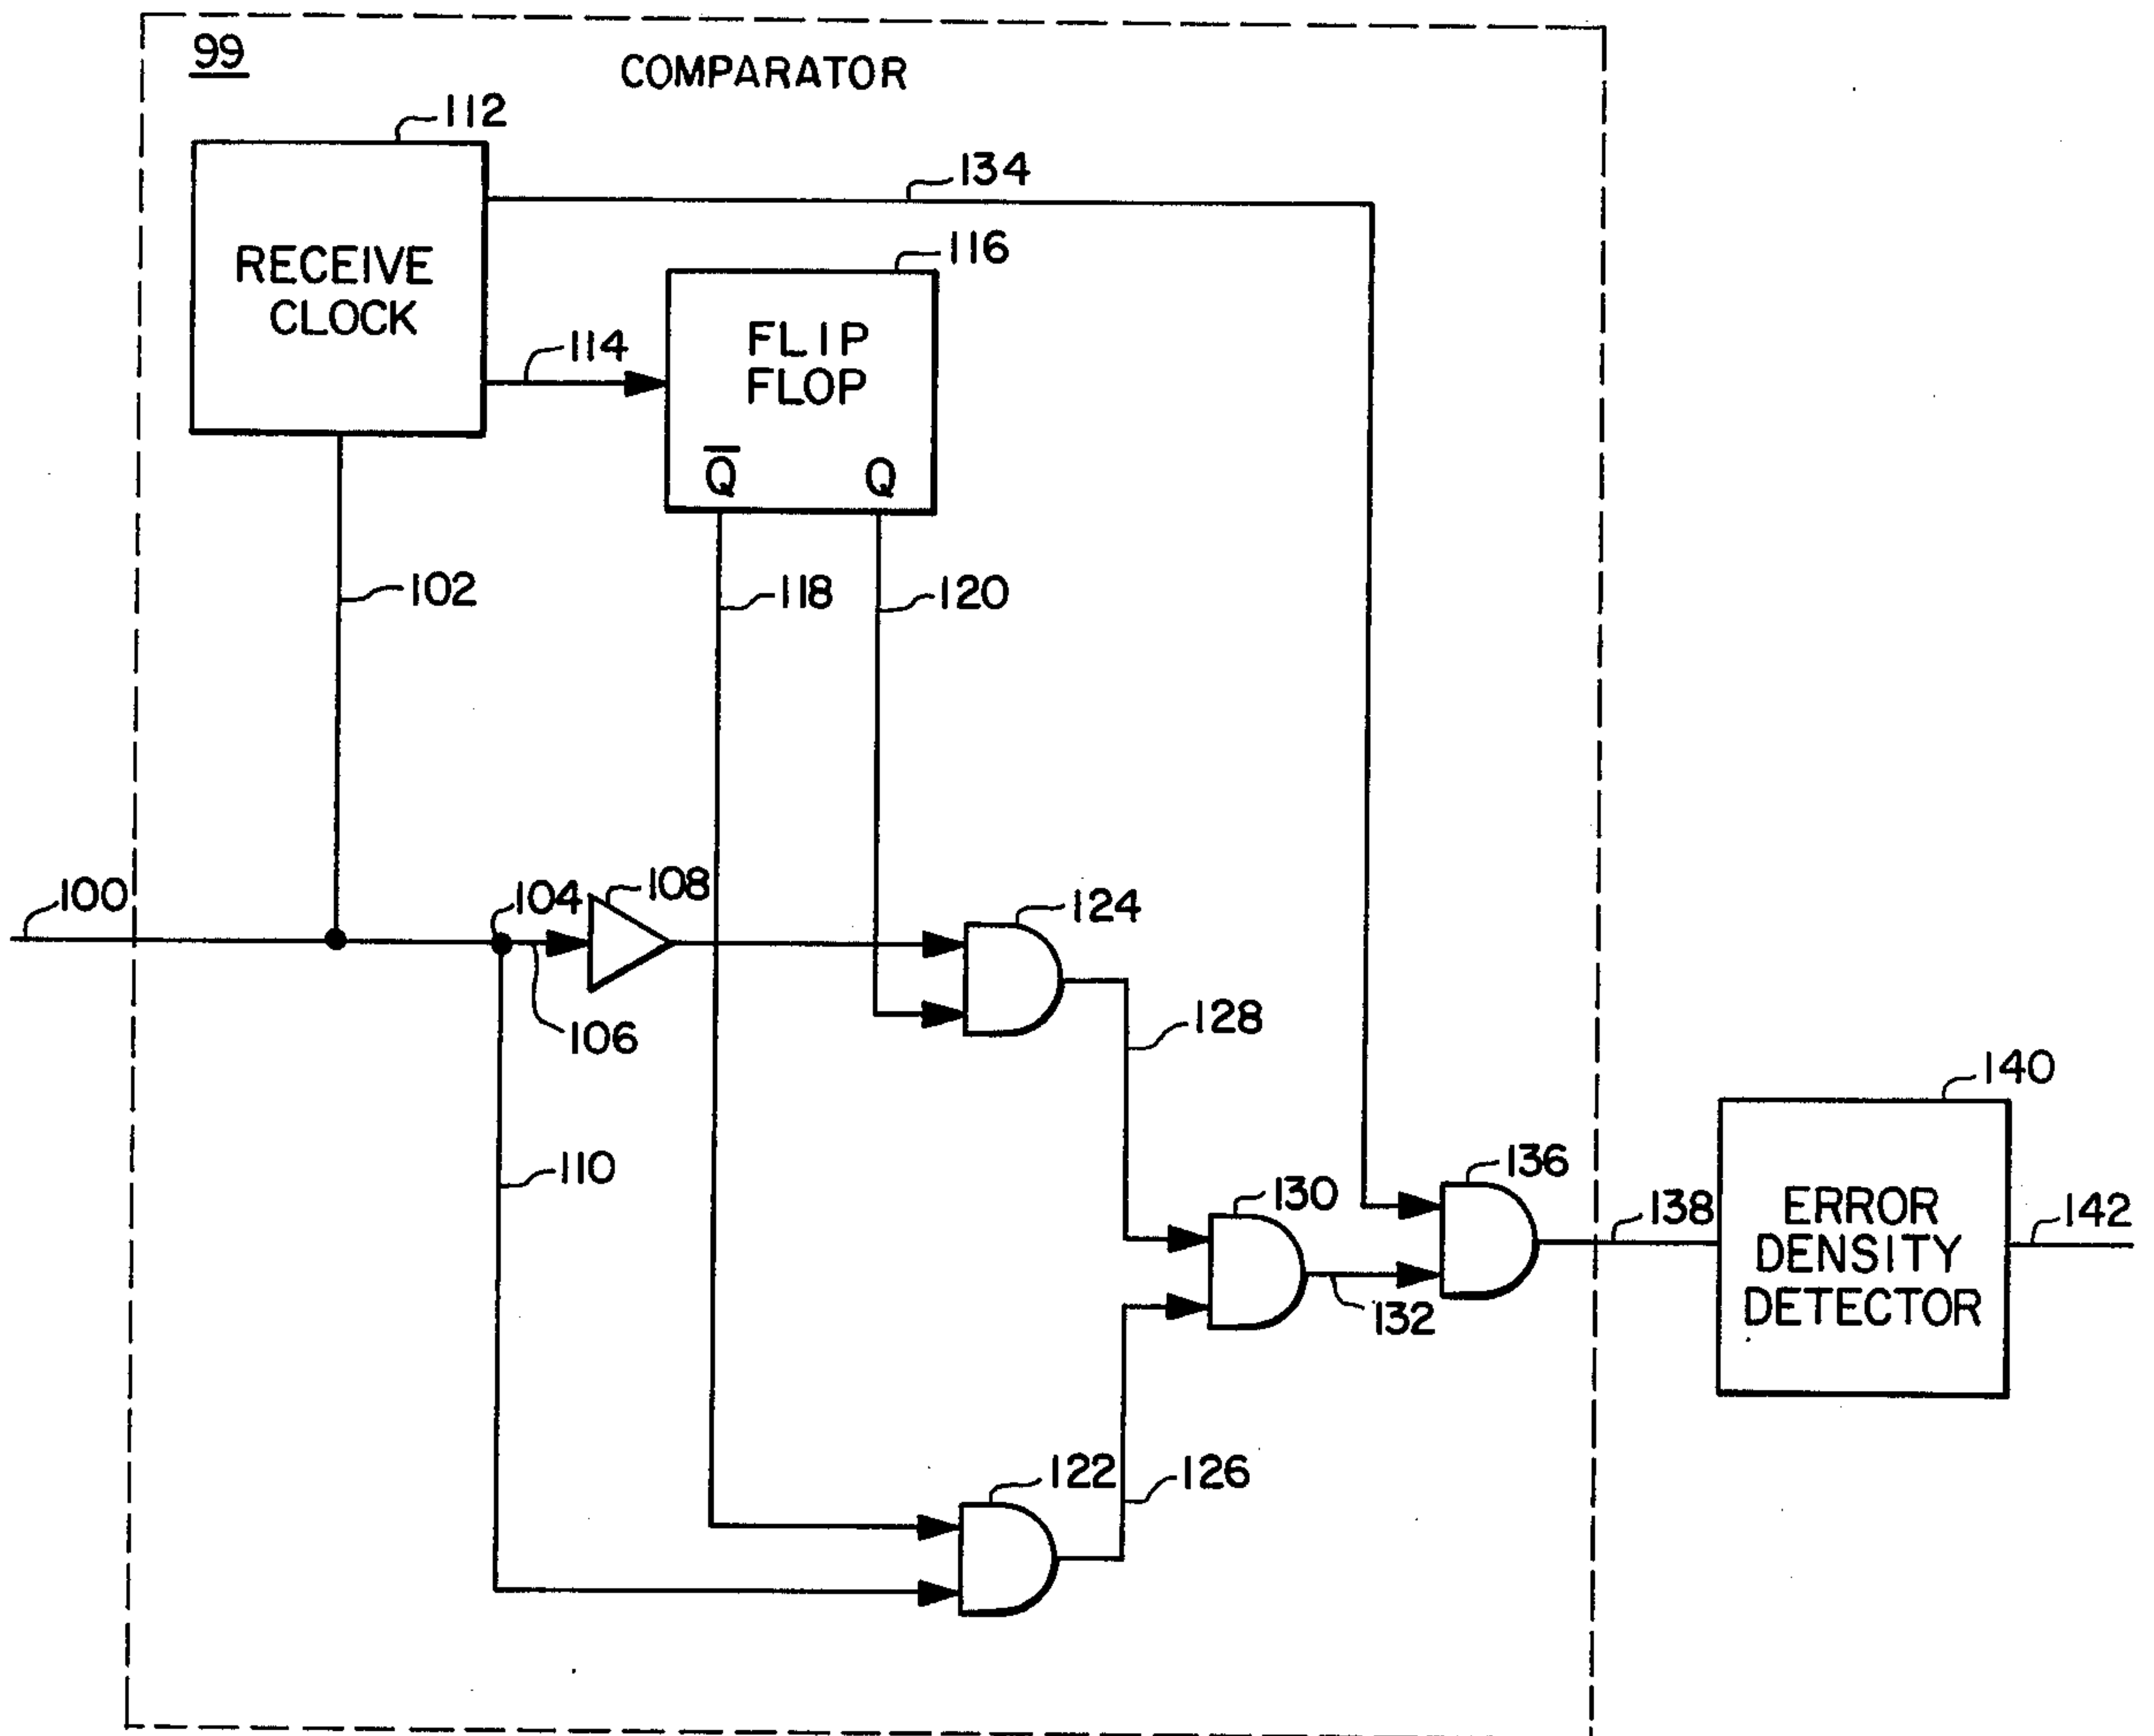 99
COMPARATOR
112
134
RECEIVE
CLOCK
116
114
FLIP
FLOP
Q̅
Q
102
118
120
100
104
108
124
106
128
110
140
136
130
138
142
ERROR
DENSITY
DETECTOR
132
122
126